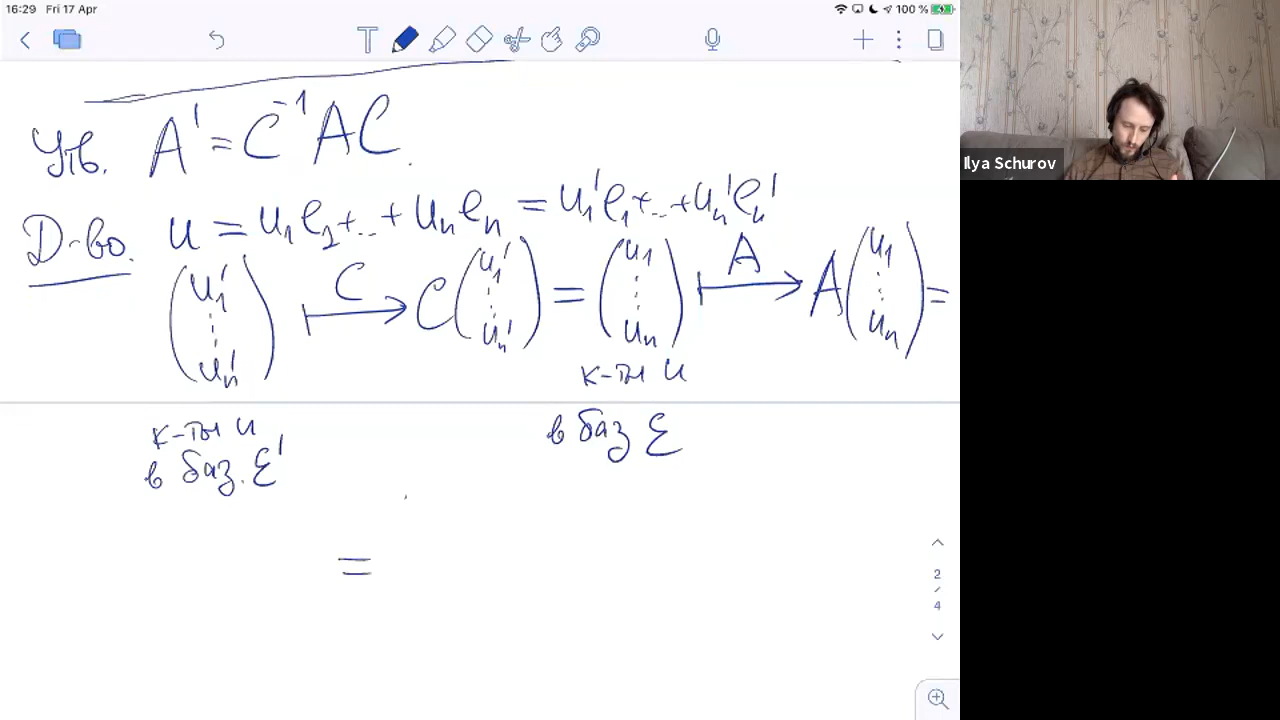 16:29 Fri 17 Apr
100 %
Ilya Schurov
Утв. A' = C⁻¹AC.
Д-во. u = u₁e₂+..+uₙeₙ = u₁'e₁'+..+uₙ'eₙ'
(u₁' ⋮ uₙ') ↦ C C(u₁' ⋮ uₙ') = (u₁ ⋮ uₙ) ↦ A A(u₁ ⋮ uₙ) =
к-ты u
к-ты u
в баз. ℰ'
в баз ℰ
=
2
/
4